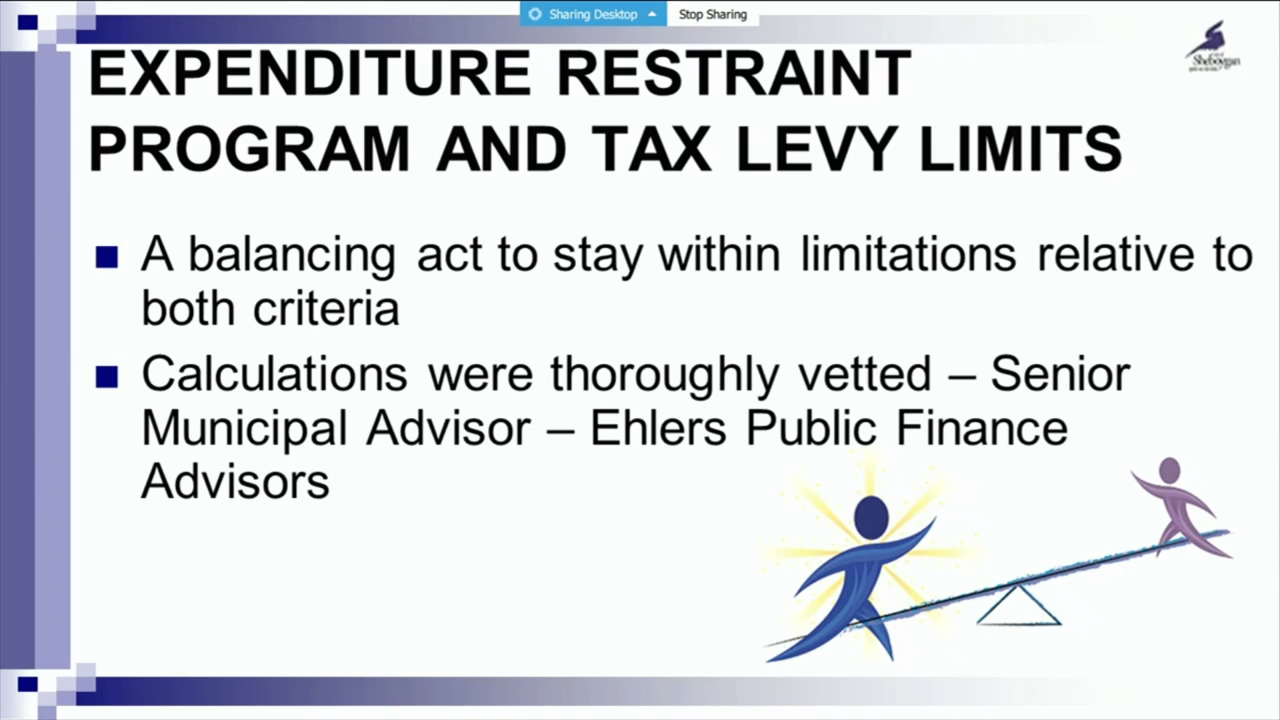 Sharing Desktop Stop Sharing
Sheboygan
EXPENDITURE RESTRAINT
PROGRAM AND TAX LEVY LIMITS
A balancing act to stay within limitations relative to
both criteria
Calculations were thoroughly vetted – Senior
Municipal Advisor – Ehlers Public Finance
Advisors